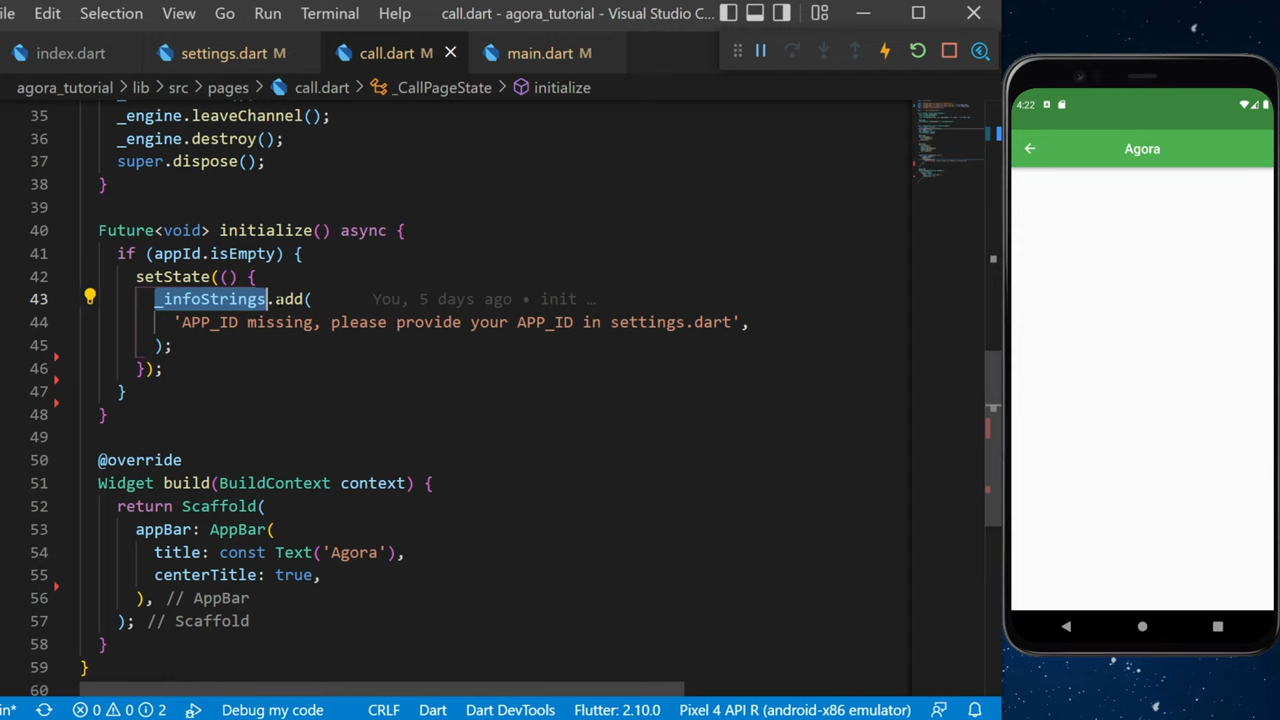 File Edit Selection View Go Run Terminal Help call.dart - agora_tutorial - Visual Studio C...
index.dart settings.dart M call.dart M main.dart M
agora_tutorial > lib > src > pages > call.dart > _CallPageState > initialize
35 _engine.leaveChannel();
36 _engine.destroy();
37 super.dispose();
38 }
39
40 Future<void> initialize() async {
41 if (appId.isEmpty) {
42 setState(() {
43 _infoStrings.add( You, 5 days ago • init …
44 'APP_ID missing, please provide your APP_ID in settings.dart',
45 );
46 });
47 }
48 }
49
50 @override
51 Widget build(BuildContext context) {
52 return Scaffold(
53 appBar: AppBar(
54 title: const Text('Agora'),
55 centerTitle: true,
56 ), // AppBar
57 ); // Scaffold
58 }
59 }
60
in* 0 0 2 Debug my code CRLF Dart Dart DevTools Flutter: 2.10.0 Pixel 4 API R (android-x86 emulator)
4:22
Agora